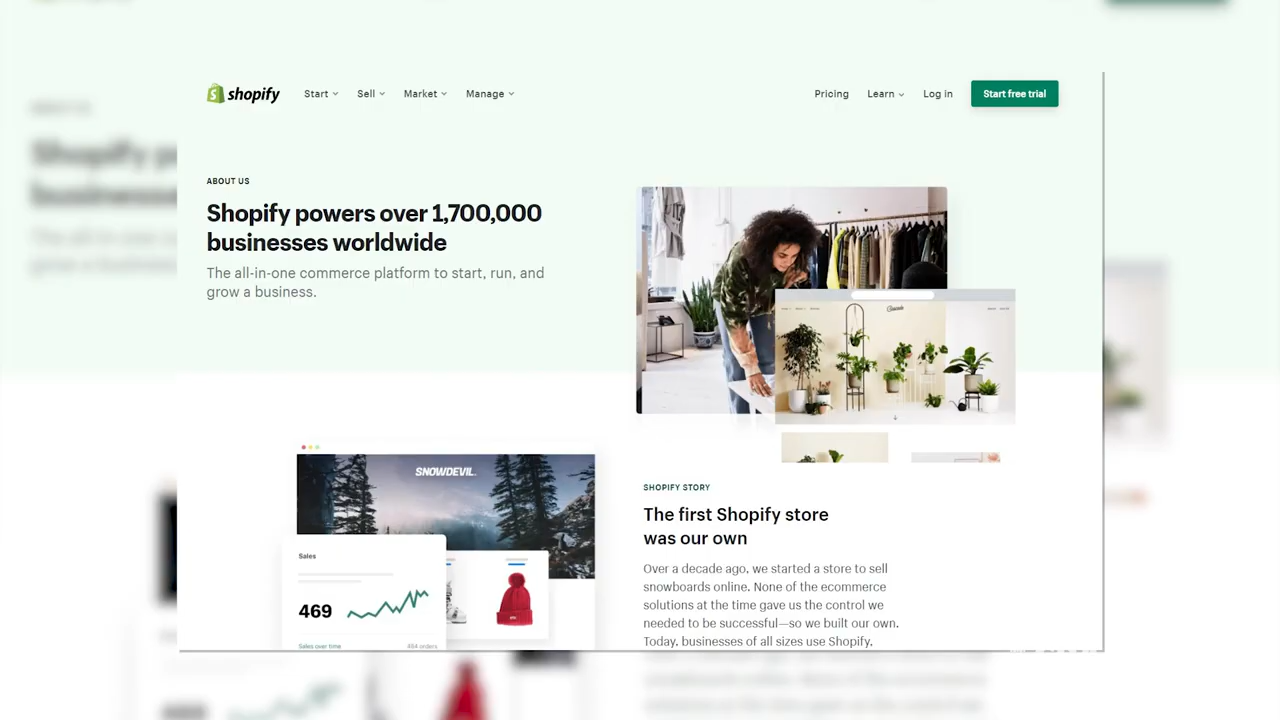 shopify
Start
Sell
Market
Manage
Pricing
Learn
Log in
Start free trial
ABOUT US
Shopify powers over 1,700,000
businesses worldwide
The all-in-one commerce platform to start, run, and
grow a business.
SNOWDEVIL
Sales
469
Sales over time
SHOPIFY STORY
The first Shopify store
was our own
Over a decade ago, we started a store to sell
snowboards online. None of the ecommerce
solutions at the time gave us the control we
needed to be successful—so we built our own.
Today, businesses of all sizes use Shopify,